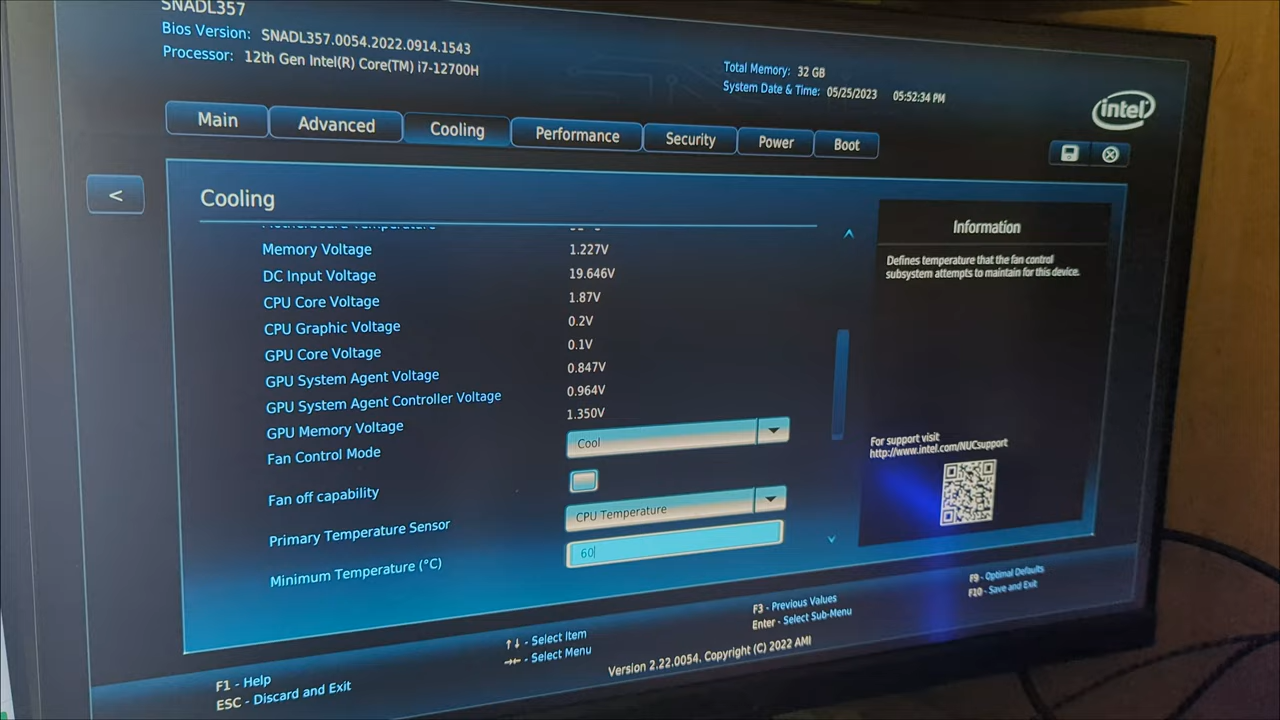 SNADL357
Bios Version: SNADL357.0054.2022.0914.1543
Processor: 12th Gen Intel(R) Core(TM) i7-12700H
Total Memory: 32 GB
System Date & Time: 05/25/2023 05:52:34 PM
intel
Main Advanced Cooling Performance Security Power Boot
<
Cooling
Motherboard Temperature
Memory Voltage 1.227V
DC Input Voltage 19.646V
CPU Core Voltage 1.87V
CPU Graphic Voltage 0.2V
GPU Core Voltage 0.1V
GPU System Agent Voltage 0.847V
GPU System Agent Controller Voltage 0.964V
GPU Memory Voltage 1.350V
Fan Control Mode Cool
Fan off capability
Primary Temperature Sensor CPU Temperature
Minimum Temperature (°C) 60
Information
Defines temperature that the fan control
subsystem attempts to maintain for this device.
For support visit
http://www.intel.com/NUCsupport
F1 - Help
ESC - Discard and Exit
↑↓ - Select Item
→← - Select Menu
F3 - Previous Values
Enter - Select Sub-Menu
F9 - Optimal Defaults
F10 - Save and Exit
Version 2.22.0054. Copyright (C) 2022 AMI